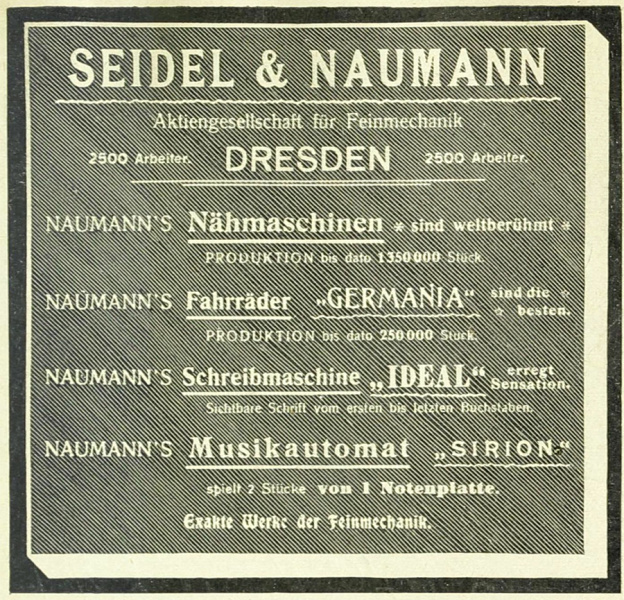 SEIDEL & NAUMANN
Aktiengesellschaft für Feinmechanik
2500 Arbeiter. DRESDEN 2500 Arbeiter.
NAUMANN'S Nähmaschinen * sind weltberühmt *
PRODUKTION bis dato 1350000 Stück.
NAUMANN'S Fahrräder „GERMANIA“ sind die ☆
☆ besten.
PRODUKTION bis dato 250000 Stück.
NAUMANN'S Schreibmaschine „IDEAL“ erregt
Sensation.
Sichtbare Schrift vom ersten bis letzten Buchstaben.
NAUMANN'S Musikautomat „SIRION“
spielt 2 Stücke von 1 Notenplatte.
Exakte Werke der Feinmechanik.